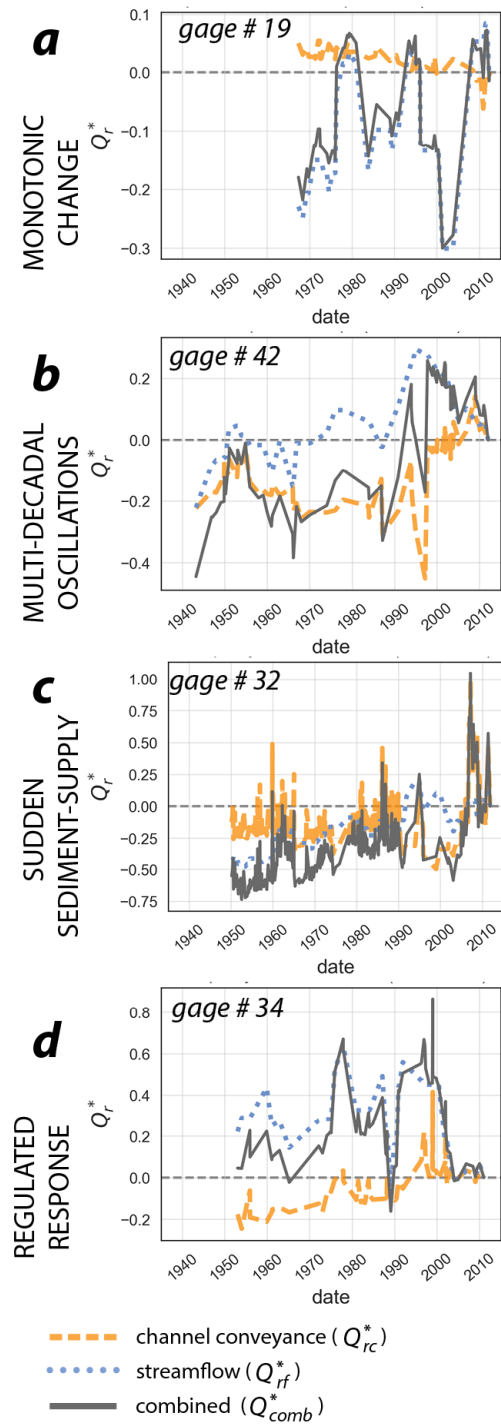 a
gage # 19
MONOTONIC
CHANGE
Q*r
0.1
0.0
−0.1
−0.2
−0.3
1940 1950 1960 1970 1980 1990 2000 2010
date
b
gage # 42
MULTI-DECADAL
OSCILLATIONS
Q*r
0.2
0.0
−0.2
−0.4
1940 1950 1960 1970 1980 1990 2000 2010
date
c
gage # 32
SUDDEN
SEDIMENT-SUPPLY
Q*r
1.00
0.75
0.50
0.25
0.00
−0.25
−0.50
−0.75
1940 1950 1960 1970 1980 1990 2000 2010
date
d
gage # 34
REGULATED
RESPONSE
Q*r
0.8
0.6
0.4
0.2
0.0
−0.2
1940 1950 1960 1970 1980 1990 2000 2010
date
channel conveyance (Q*rc)
streamflow (Q*rf)
combined (Q*comb)